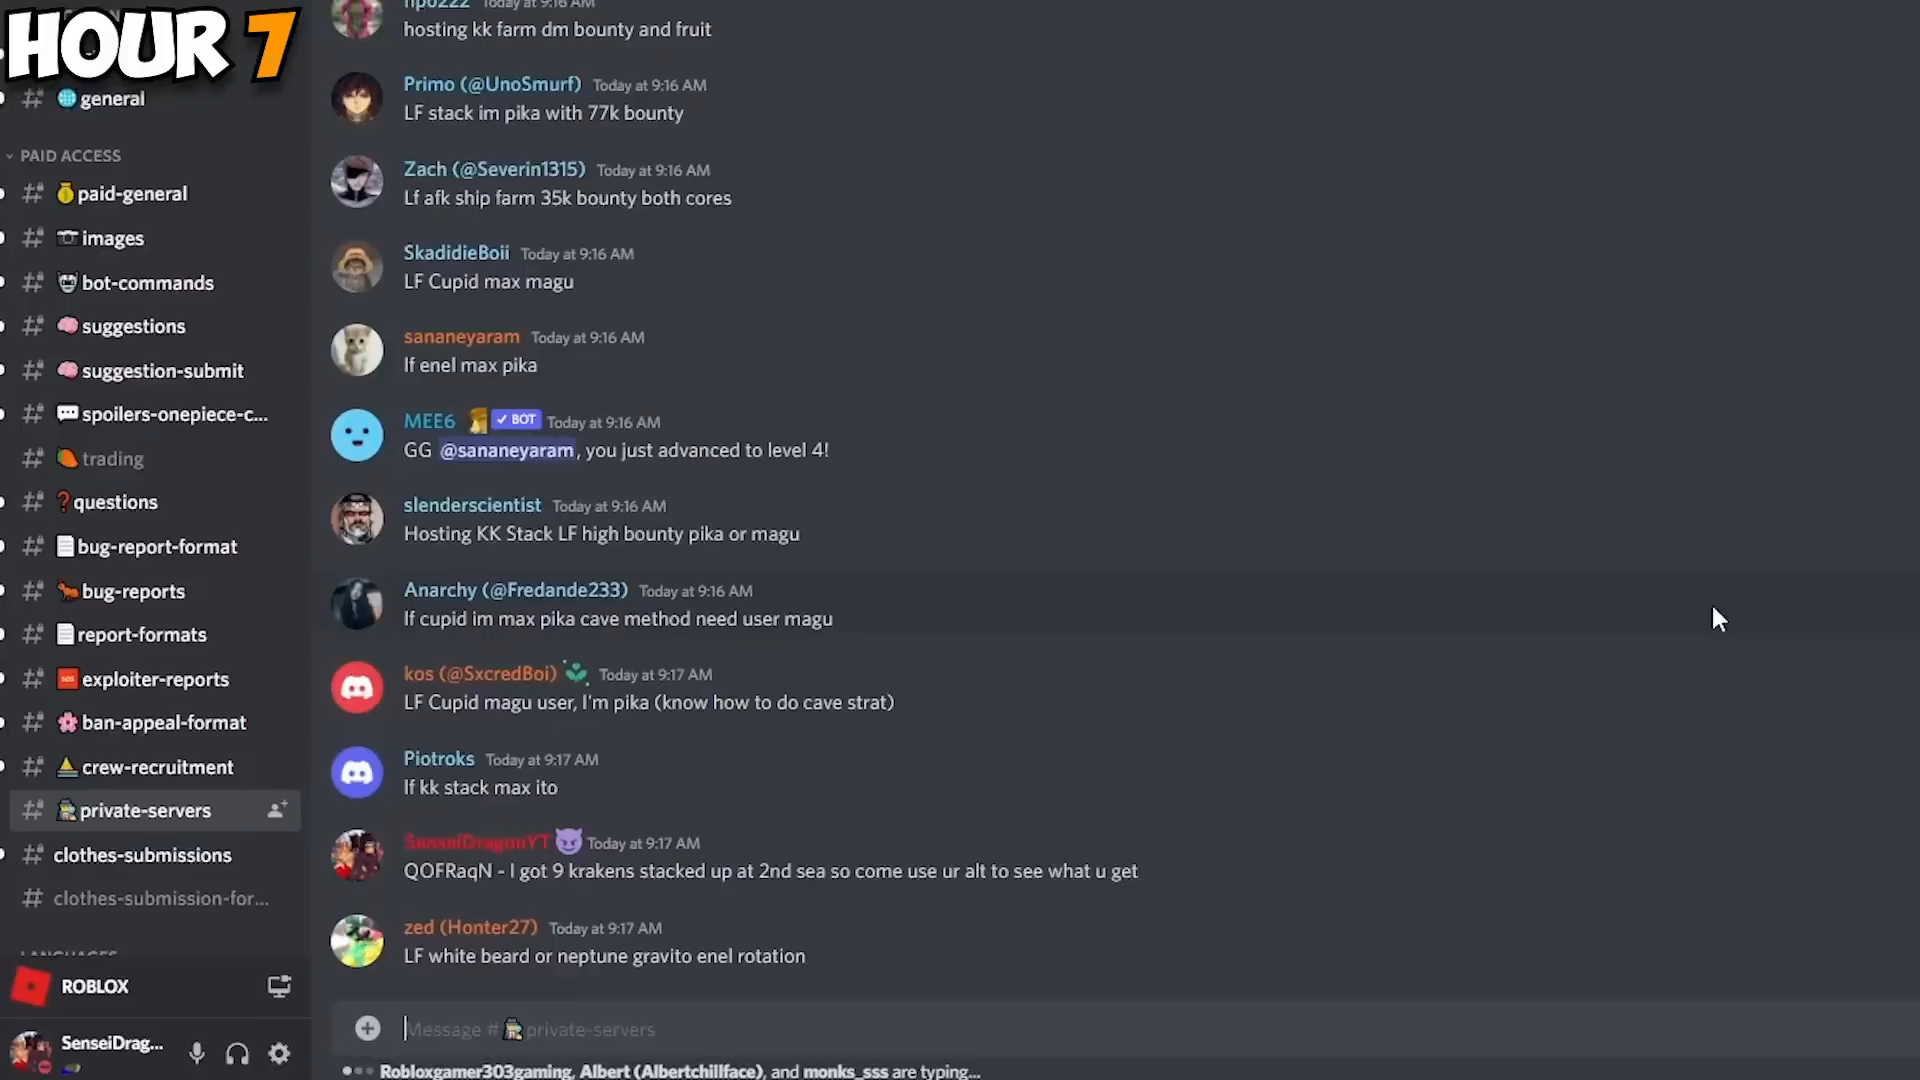 HOUR 7
general
PAID ACCESS
paid-general
images
bot-commands
suggestions
suggestion-submit
spoilers-onepiece-c...
trading
questions
bug-report-format
bug-reports
report-formats
exploiter-reports
ban-appeal-format
crew-recruitment
private-servers
clothes-submissions
clothes-submission-for...
LANGUAGES
ROBLOX
SenseiDrag...
Today at 9:16 AM
hosting kk farm dm bounty and fruit
Primo (@UnoSmurf) Today at 9:16 AM
LF stack im pika with 77k bounty
Zach (@Severin1315) Today at 9:16 AM
Lf afk ship farm 35k bounty both cores
SkadidieBoii Today at 9:16 AM
LF Cupid max magu
sananeyaram Today at 9:16 AM
lf enel max pika
MEE6 BOT Today at 9:16 AM
GG @sananeyaram, you just advanced to level 4!
slenderscientist Today at 9:16 AM
Hosting KK Stack LF high bounty pika or magu
Anarchy (@Fredande233) Today at 9:16 AM
lf cupid im max pika cave method need user magu
kos (@SxcredBoi) Today at 9:17 AM
LF Cupid magu user, I'm pika (know how to do cave strat)
Piotroks Today at 9:17 AM
lf kk stack max ito
SenseiDragonYT Today at 9:17 AM
QOFRaqN - I got 9 krakens stacked up at 2nd sea so come use ur alt to see what u get
zed (Honter27) Today at 9:17 AM
LF white beard or neptune gravito enel rotation
Message # private-servers
Robloxgamer303gaming, Albert (Albertchillface), and monks_sss are typing...